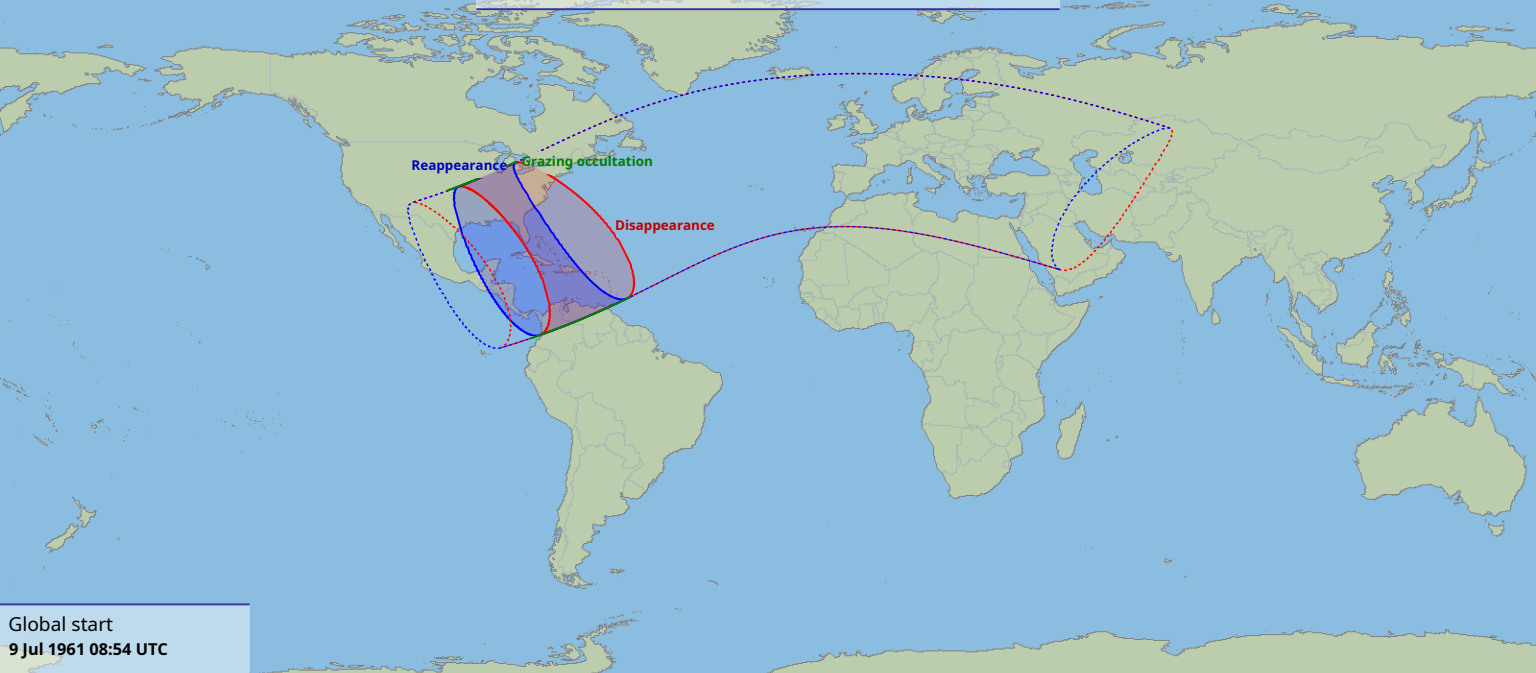 Grazing occultation
Reappearance
Disappearance
Global start
9 Jul 1961 08:54 UTC